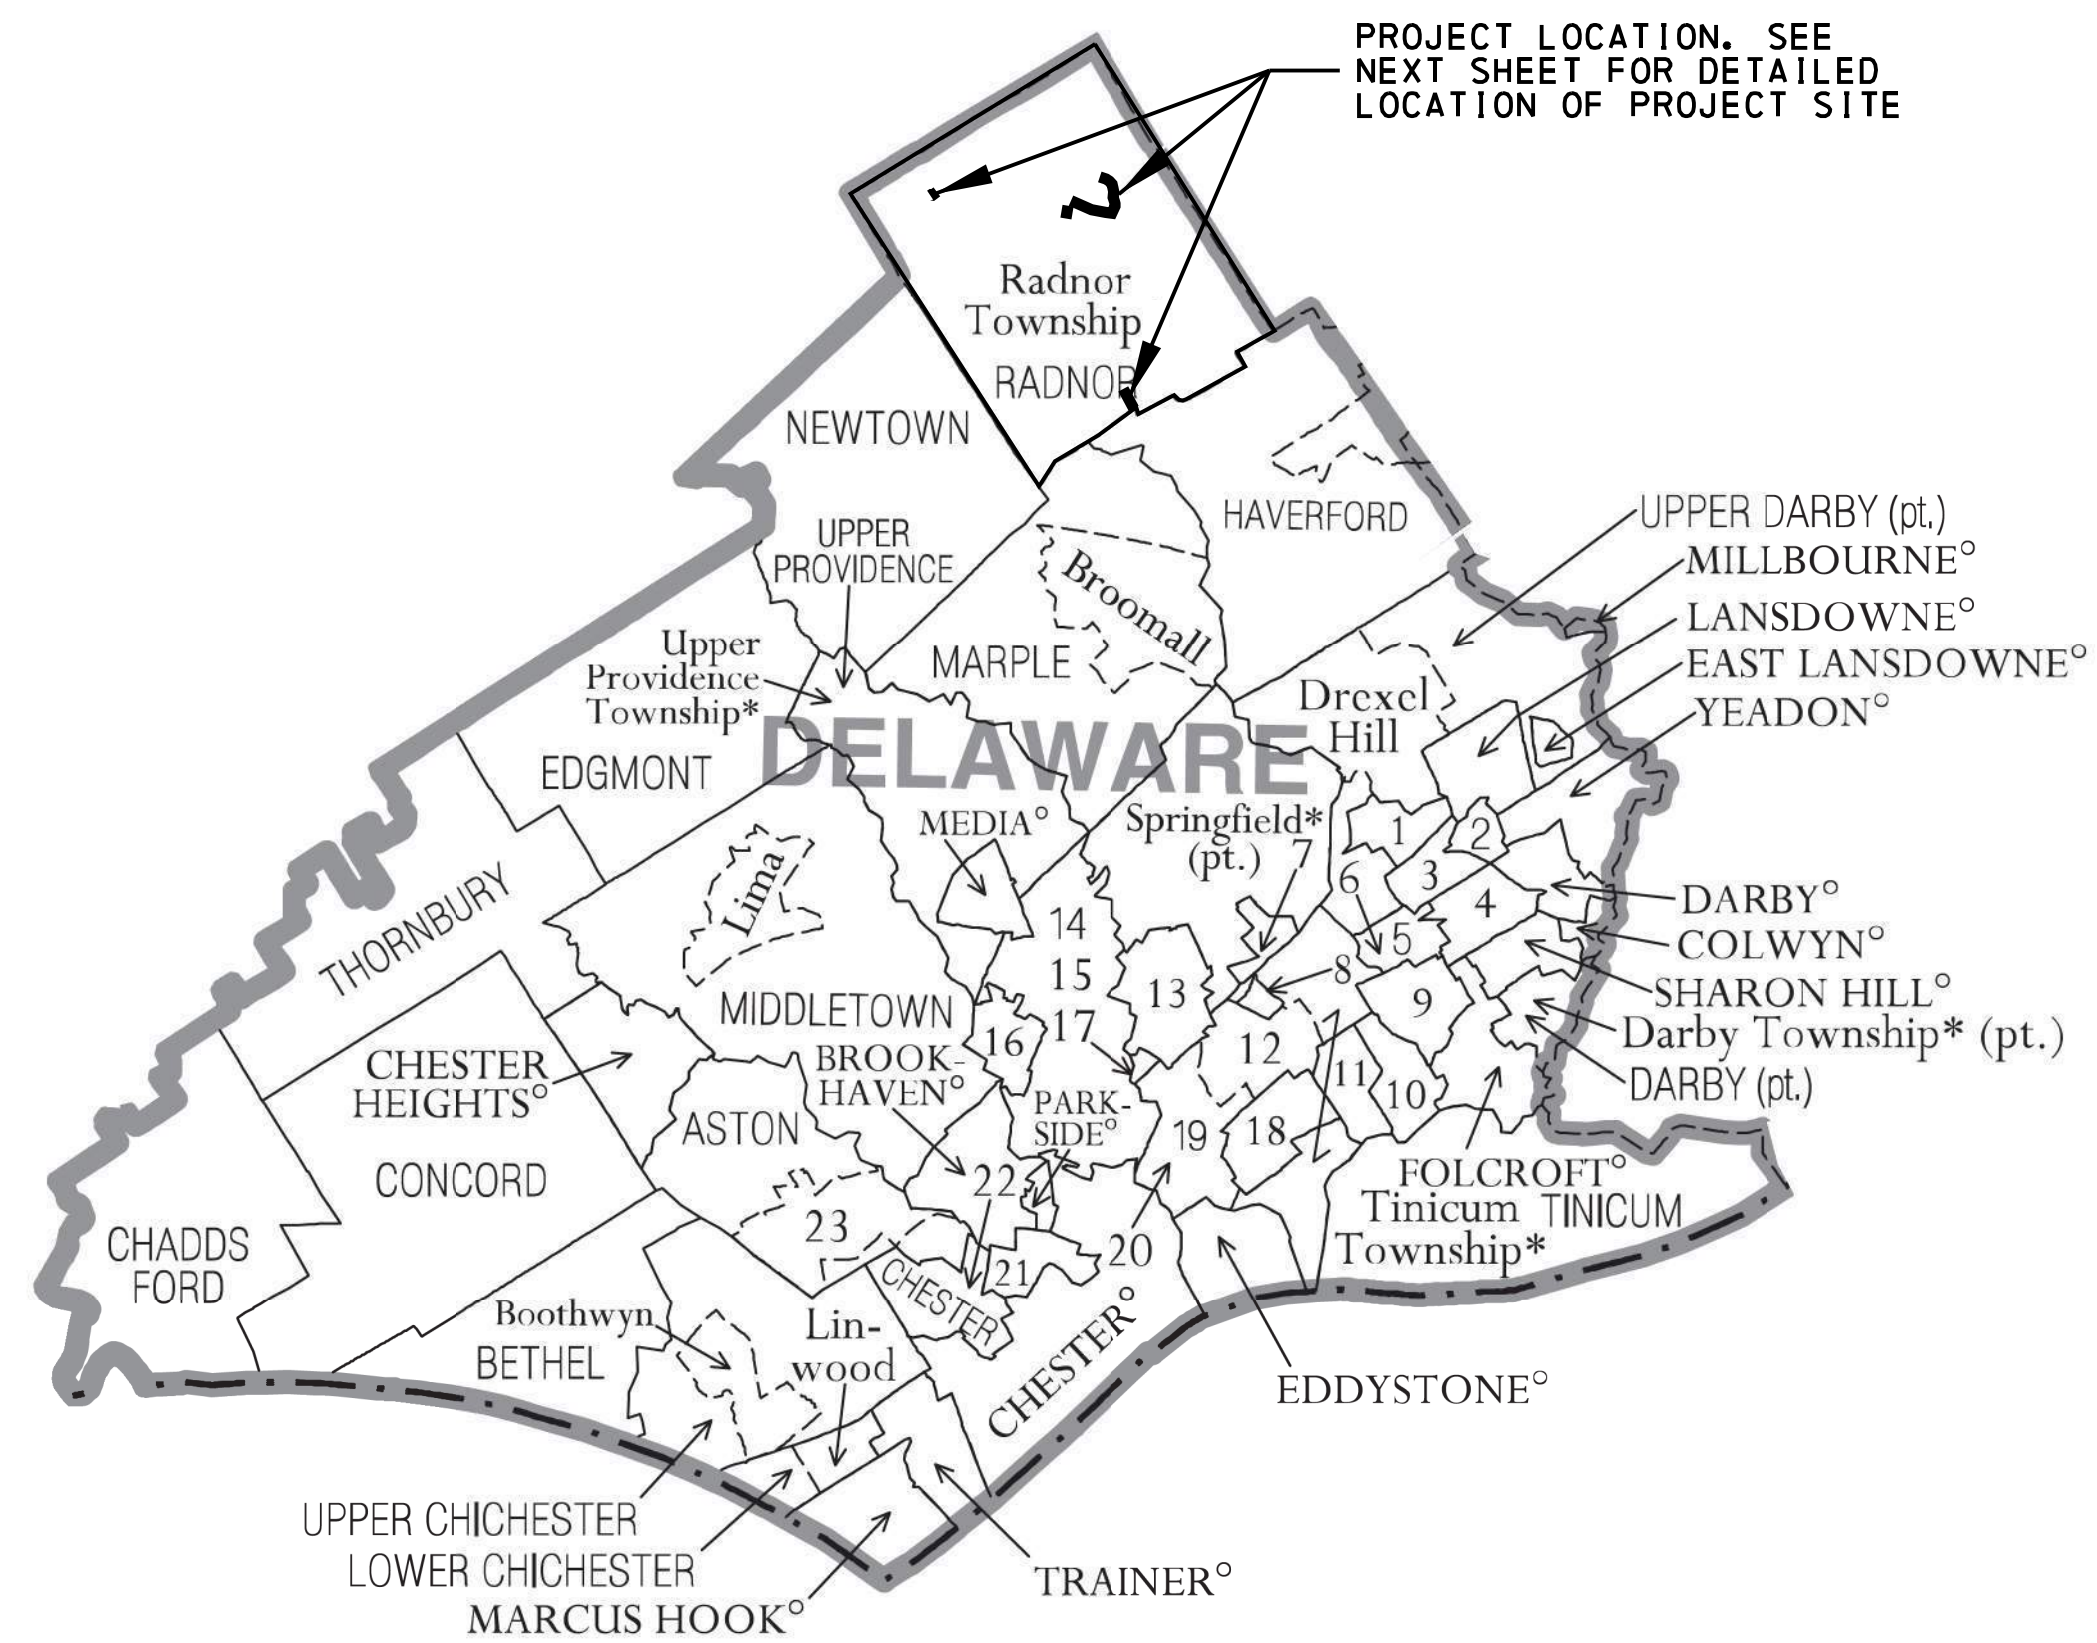 PROJECT LOCATION. SEE
NEXT SHEET FOR DETAILED
LOCATION OF PROJECT SITE
Radnor
Township
RADNOR
NEWTOWN
HAVERFORD
UPPER DARBY (pt.)
MILLBOURNE°
LANSDOWNE°
EAST LANSDOWNE°
YEADON°
UPPER
PROVIDENCE
Broomall
Upper
Providence
Township*
MARPLE
Drexel
Hill
DELAWARE
EDGMONT
MEDIA°
Springfield*
(pt.)
7
1
2
3
6
4
5
Lima
THORNBURY
14
15
13
8
9
DARBY°
COLWYN°
SHARON HILL°
Darby Township* (pt.)
DARBY (pt.)
MIDDLETOWN
16
17
12
11
10
CHESTER
HEIGHTS°
BROOK-
HAVEN°
PARK-
SIDE°
ASTON
19
18
CONCORD
22
FOLCROFT°
Tinicum
Township*
TINICUM
23
20
21
CHADDS
FORD
CHESTER
Boothwyn
BETHEL
Lin-
wood
CHESTER°
EDDYSTONE°
UPPER CHICHESTER
LOWER CHICHESTER
MARCUS HOOK°
TRAINER°